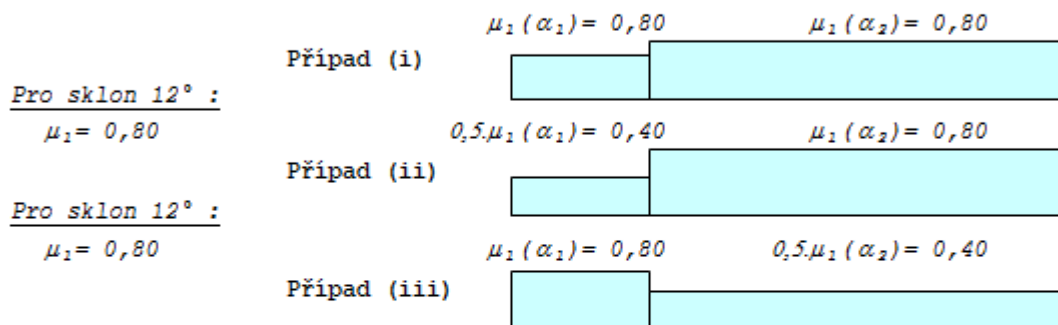 μ₁(α₁)= 0,80 μ₁(α₂)= 0,80
Případ (i)
Pro sklon 12° :
μ₁= 0,80
0,5.μ₁(α₁)= 0,40 μ₁(α₂)= 0,80
Případ (ii)
Pro sklon 12° :
μ₁= 0,80
μ₁(α₁)= 0,80 0,5.μ₁(α₂)= 0,40
Případ (iii)